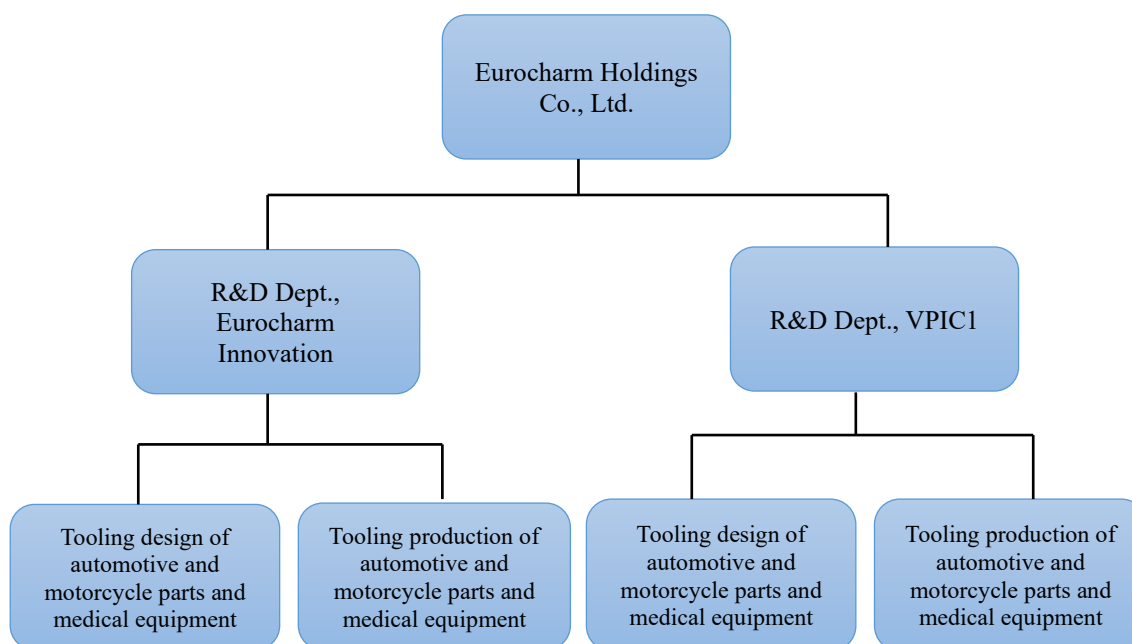 Eurocharm Holdings
Co., Ltd.
R&D Dept.,
Eurocharm
Innovation
R&D Dept., VPIC1
Tooling design of
automotive and
motorcycle parts and
medical equipment
Tooling production of
automotive and
motorcycle parts and
medical equipment
Tooling design of
automotive and
motorcycle parts and
medical equipment
Tooling production of
automotive and
motorcycle parts and
medical equipment